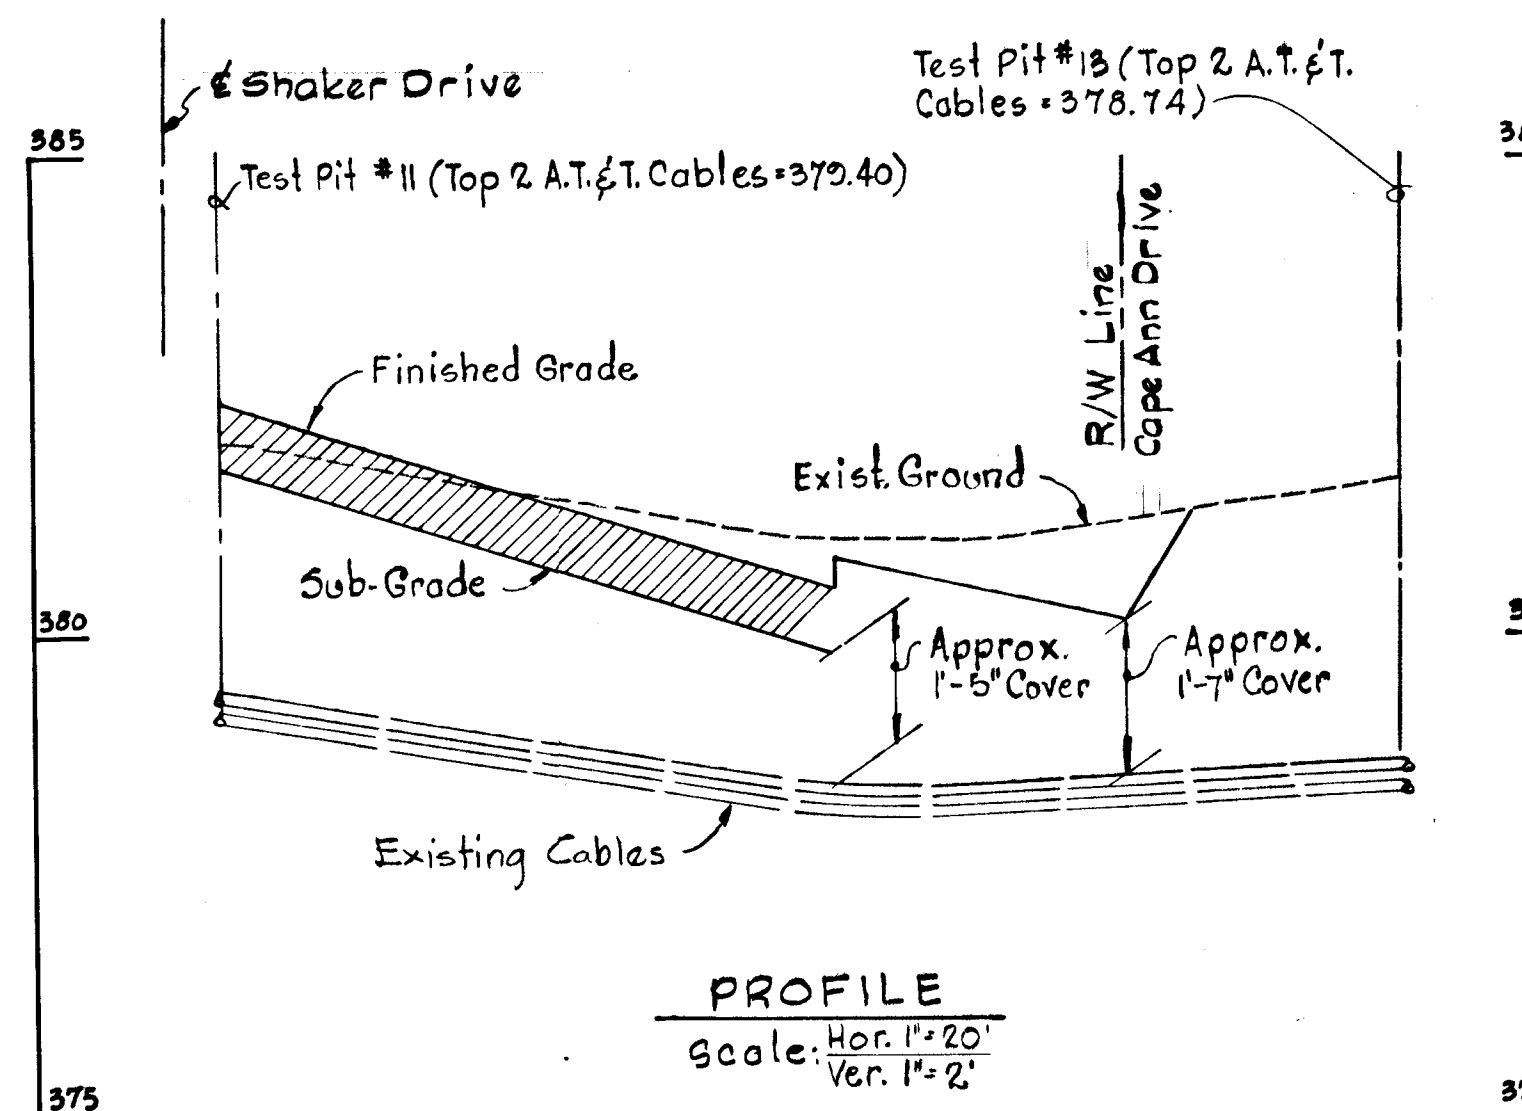 ℄ Shaker Drive
Test Pit #13 (Top 2 A.T.&T.
Cables = 378.74)
385
Test Pit #11 (Top 2 A.T.&T. Cables = 379.40)
R/W Line
Cape Ann Drive
Finished Grade
Exist. Ground
Sub-Grade
380
Approx.
1'-5" Cover
Approx.
1'-7" Cover
Existing Cables
PROFILE
Scale: Hor. 1" = 20'
Ver. 1" = 2'
375